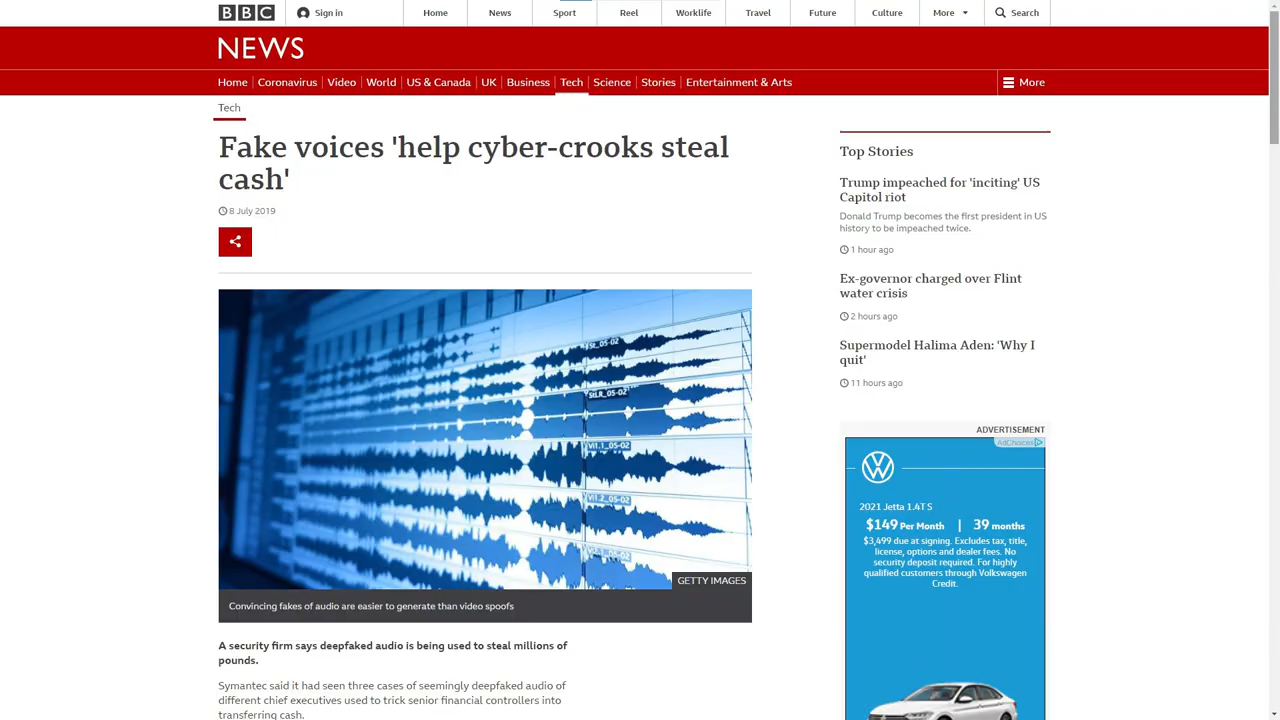 BBC Sign in Home News Sport Reel Worklife Travel Future Culture More Search
NEWS
Home Coronavirus Video World US & Canada UK Business Tech Science Stories Entertainment & Arts More
Tech
Fake voices 'help cyber-crooks steal
cash'
8 July 2019
GETTY IMAGES
Convincing fakes of audio are easier to generate than video spoofs
A security firm says deepfaked audio is being used to steal millions of
pounds.
Symantec said it had seen three cases of seemingly deepfaked audio of
different chief executives used to trick senior financial controllers into
transferring cash.
Top Stories
Trump impeached for 'inciting' US
Capitol riot
Donald Trump becomes the first president in US
history to be impeached twice.
1 hour ago
Ex-governor charged over Flint
water crisis
2 hours ago
Supermodel Halima Aden: 'Why I
quit'
11 hours ago
ADVERTISEMENT
AdChoices
2021 Jetta 1.4T S
$149 Per Month | 39 months
$3,499 due at signing. Excludes tax, title,
license, options and dealer fees. No
security deposit required. For highly
qualified customers through Volkswagen
Credit.